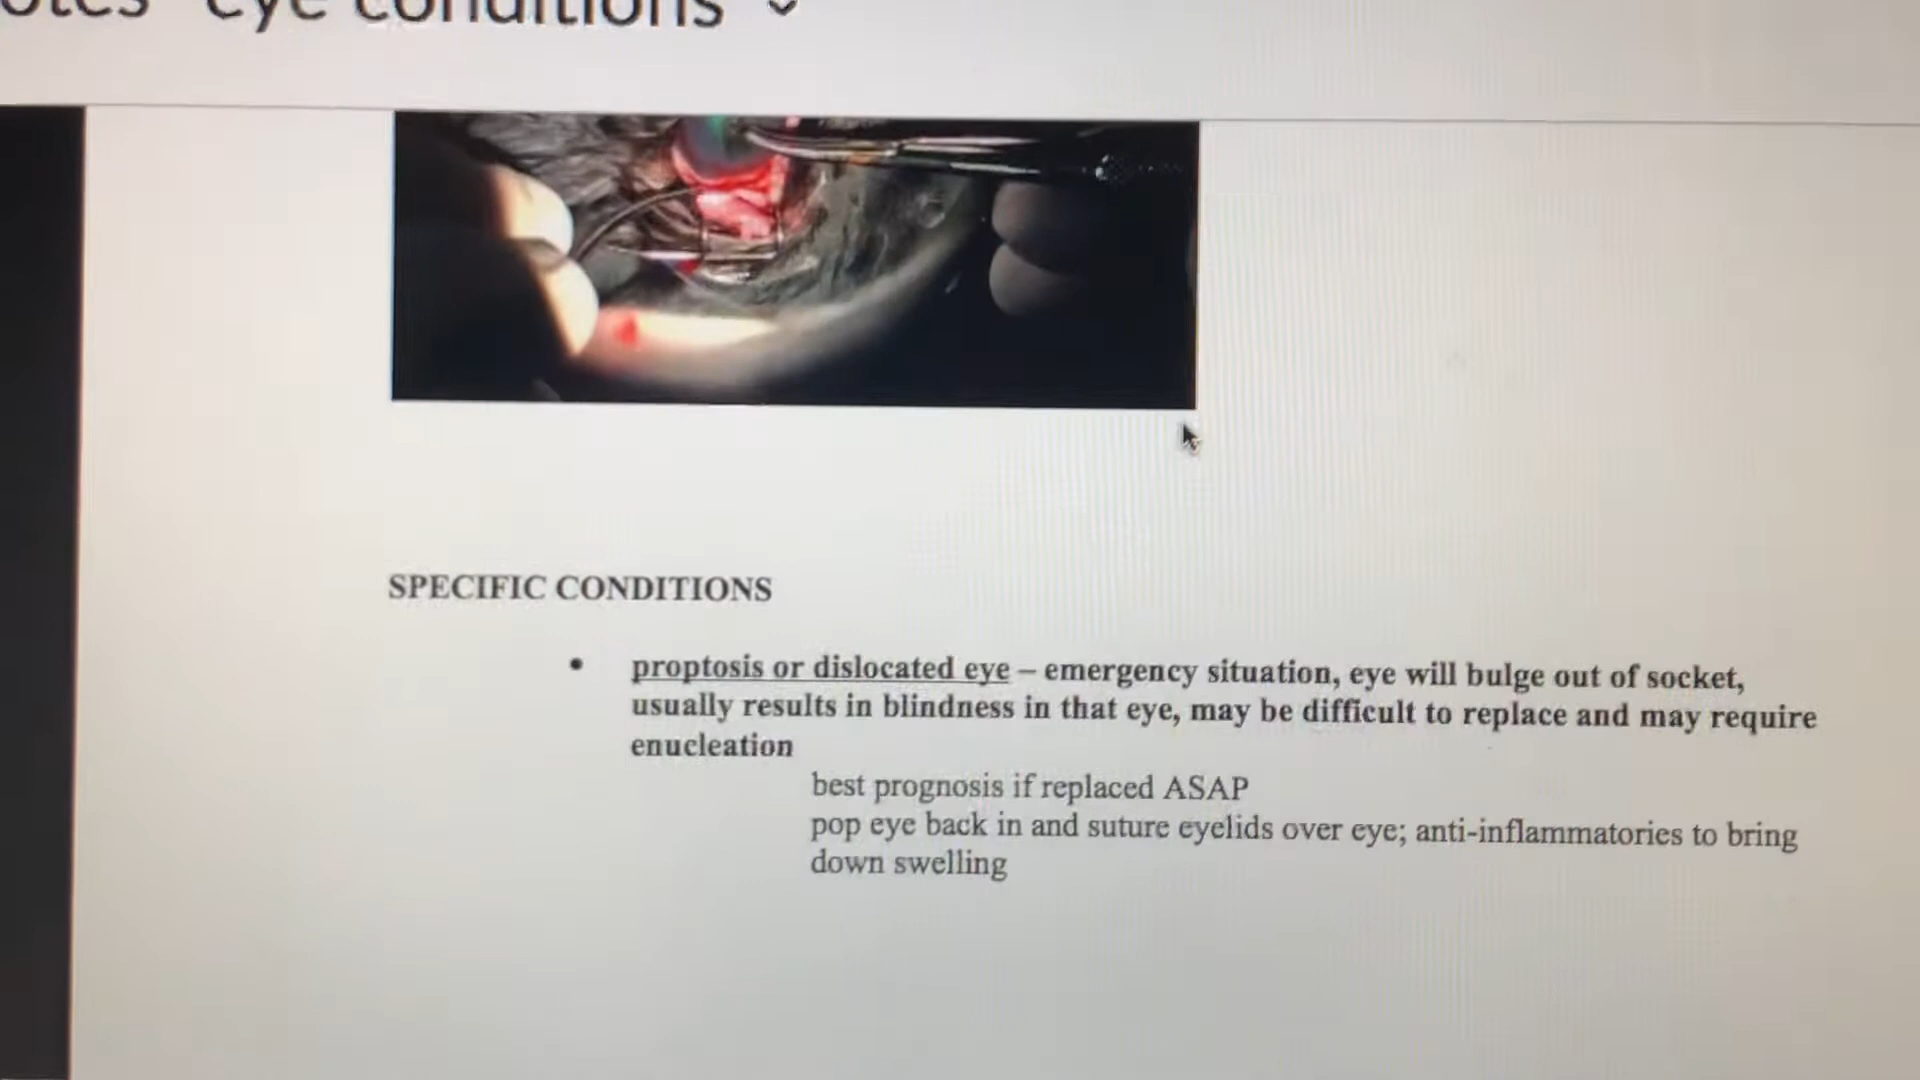 eye conditions
SPECIFIC CONDITIONS
• proptosis or dislocated eye – emergency situation, eye will bulge out of socket,
usually results in blindness in that eye, may be difficult to replace and may require
enucleation
best prognosis if replaced ASAP
pop eye back in and suture eyelids over eye; anti-inflammatories to bring
down swelling